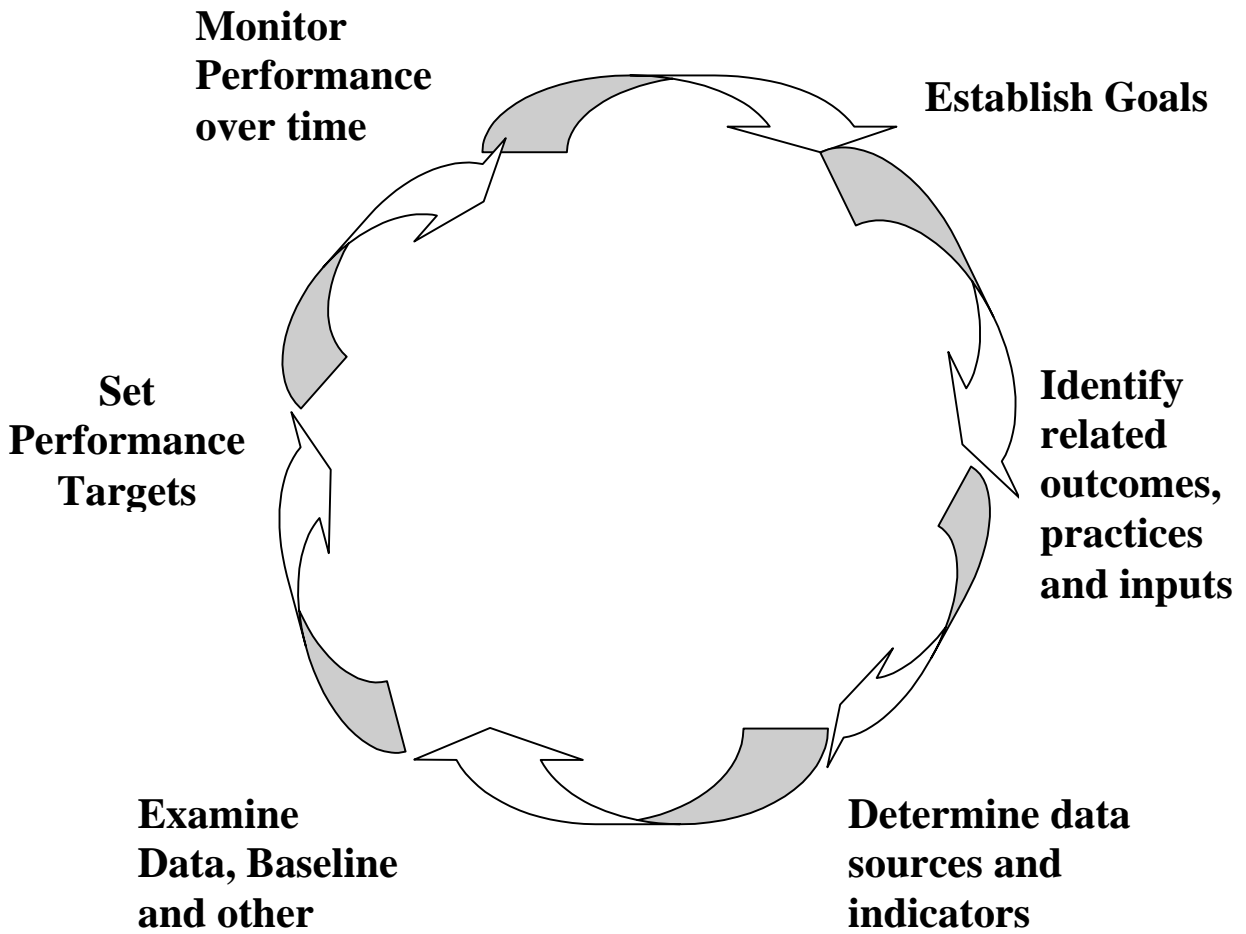 Monitor
Performance
over time
Establish Goals
Identify
related
outcomes,
practices
and inputs
Determine data
sources and
indicators
Examine
Data, Baseline
and other
Set
Performance
Targets